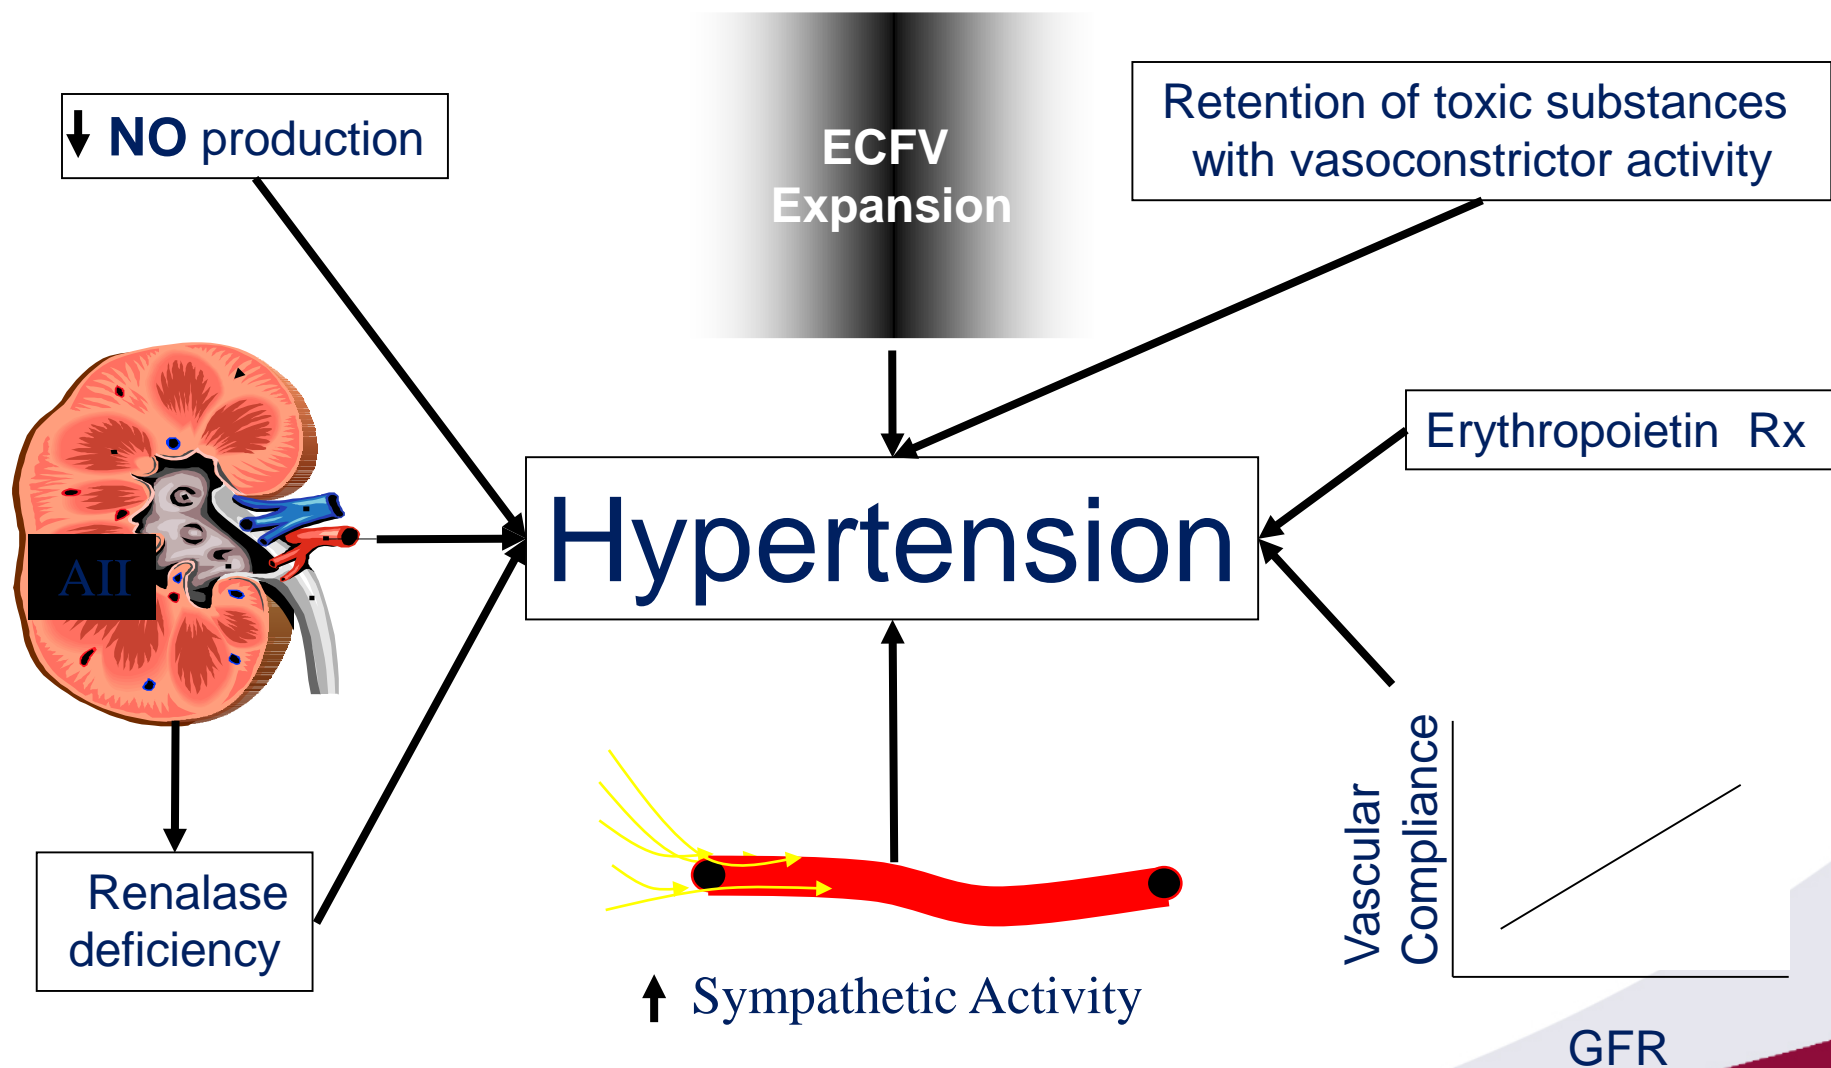 ↓ NO production
ECFV
Expansion
Retention of toxic substances
with vasoconstrictor activity
Erythropoietin Rx
Hypertension
AII
Renalase
deficiency
↑ Sympathetic Activity
Vascular
Compliance
GFR